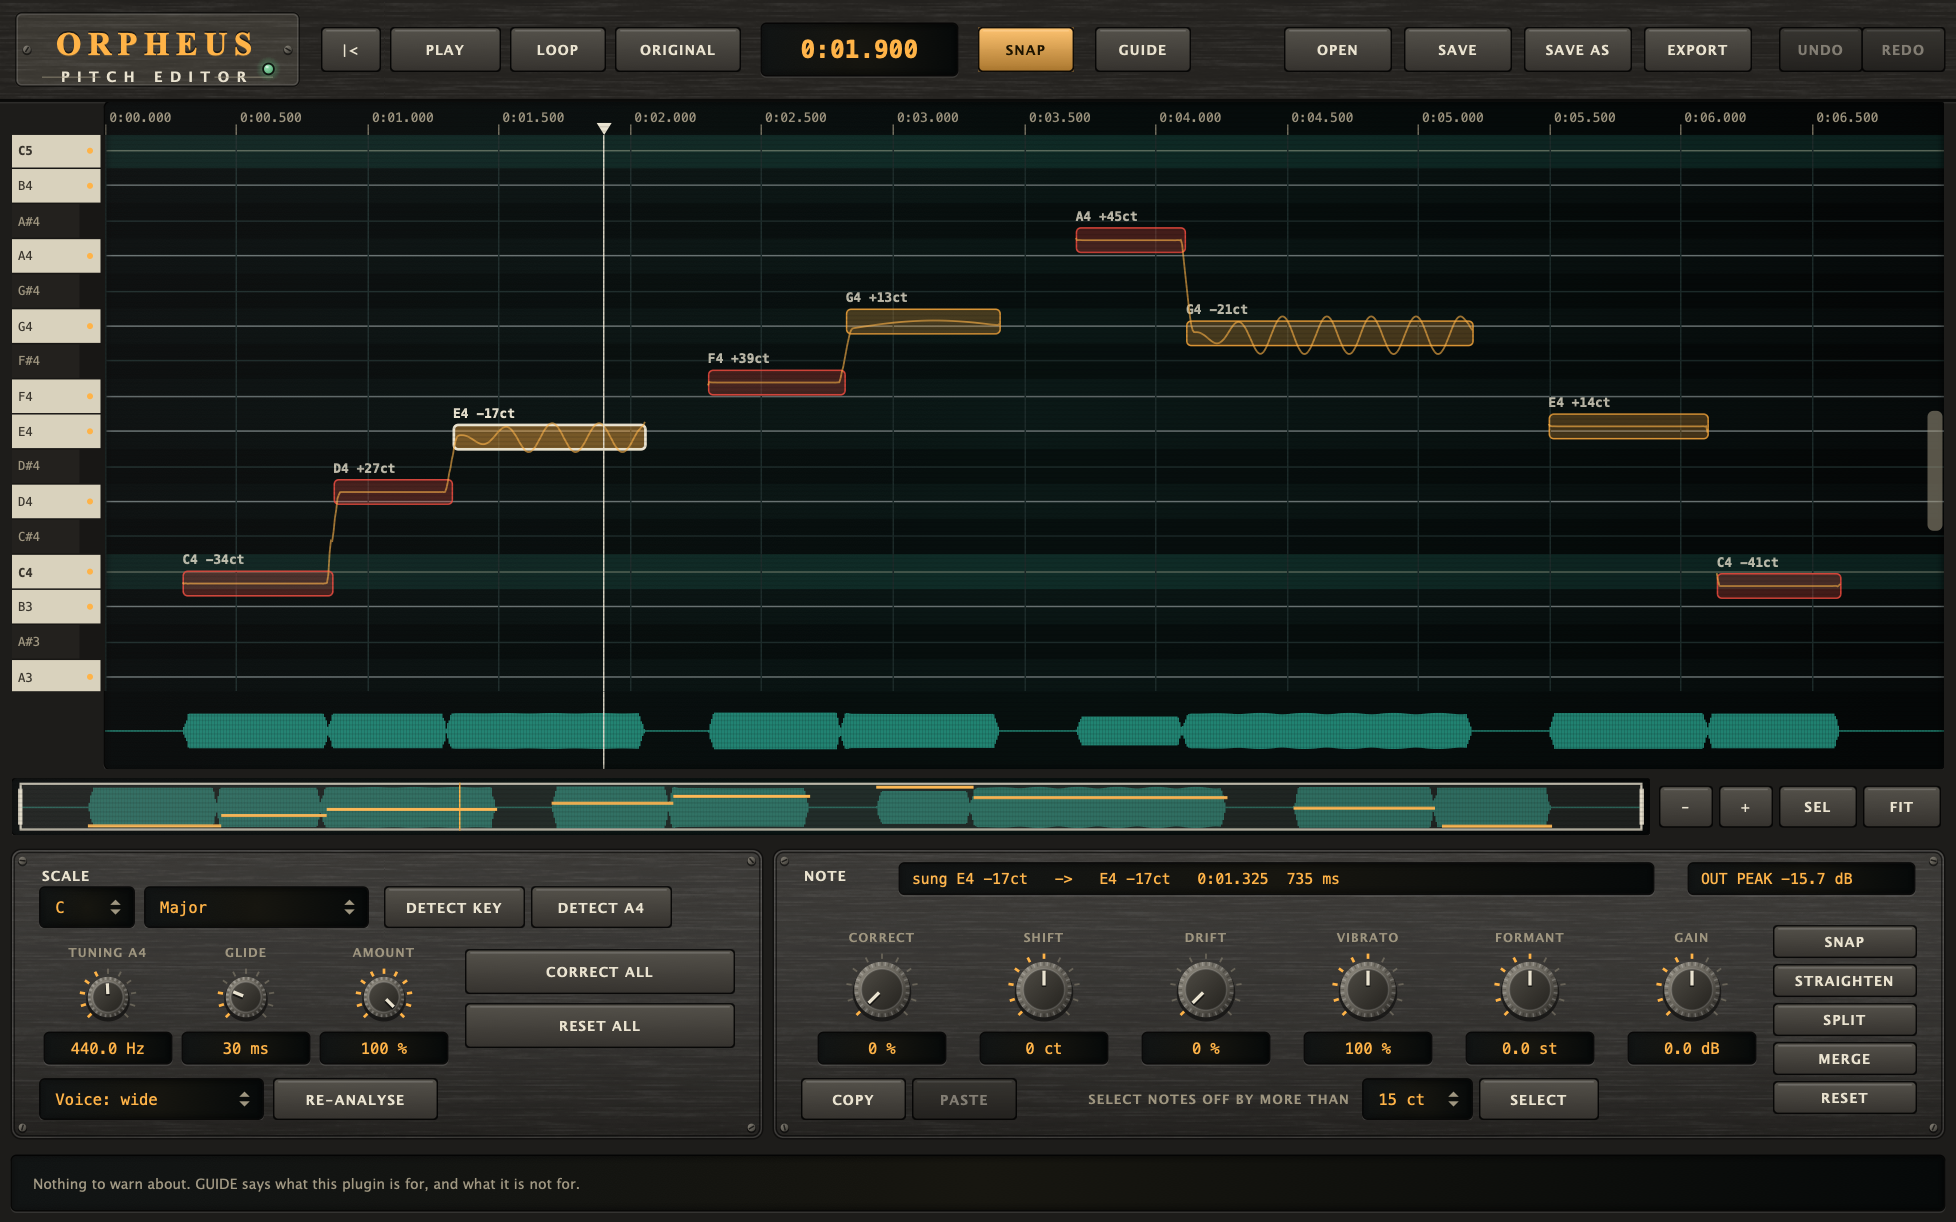 ORPHEUS
PITCH EDITOR
|<
PLAY
LOOP
ORIGINAL
0:01.900
SNAP
GUIDE
OPEN
SAVE
SAVE AS
EXPORT
UNDO
REDO
0:00.000
0:00.500
0:01.000
0:01.500
0:02.000
0:02.500
0:03.000
0:03.500
0:04.000
0:04.500
0:05.000
0:05.500
0:06.000
0:06.500
C5
B4
A#4
A4
G#4
G4
F#4
F4
E4
D#4
D4
C#4
C4
B3
A#3
A3
C4 -34ct
D4 +27ct
E4 -17ct
F4 +39ct
G4 +13ct
A4 +45ct
G4 -21ct
E4 +14ct
C4 -41ct
-
+
SEL
FIT
SCALE
C
Major
DETECT KEY
DETECT A4
TUNING A4
GLIDE
AMOUNT
440.0 Hz
30 ms
100 %
CORRECT ALL
RESET ALL
Voice: wide
RE-ANALYSE
NOTE
sung E4 -17ct -> E4 -17ct 0:01.325 735 ms
OUT PEAK -15.7 dB
CORRECT
SHIFT
DRIFT
VIBRATO
FORMANT
GAIN
0 %
0 ct
0 %
100 %
0.0 st
0.0 dB
SNAP
STRAIGHTEN
SPLIT
MERGE
RESET
COPY
PASTE
SELECT NOTES OFF BY MORE THAN
15 ct
SELECT
Nothing to warn about. GUIDE says what this plugin is for, and what it is not for.